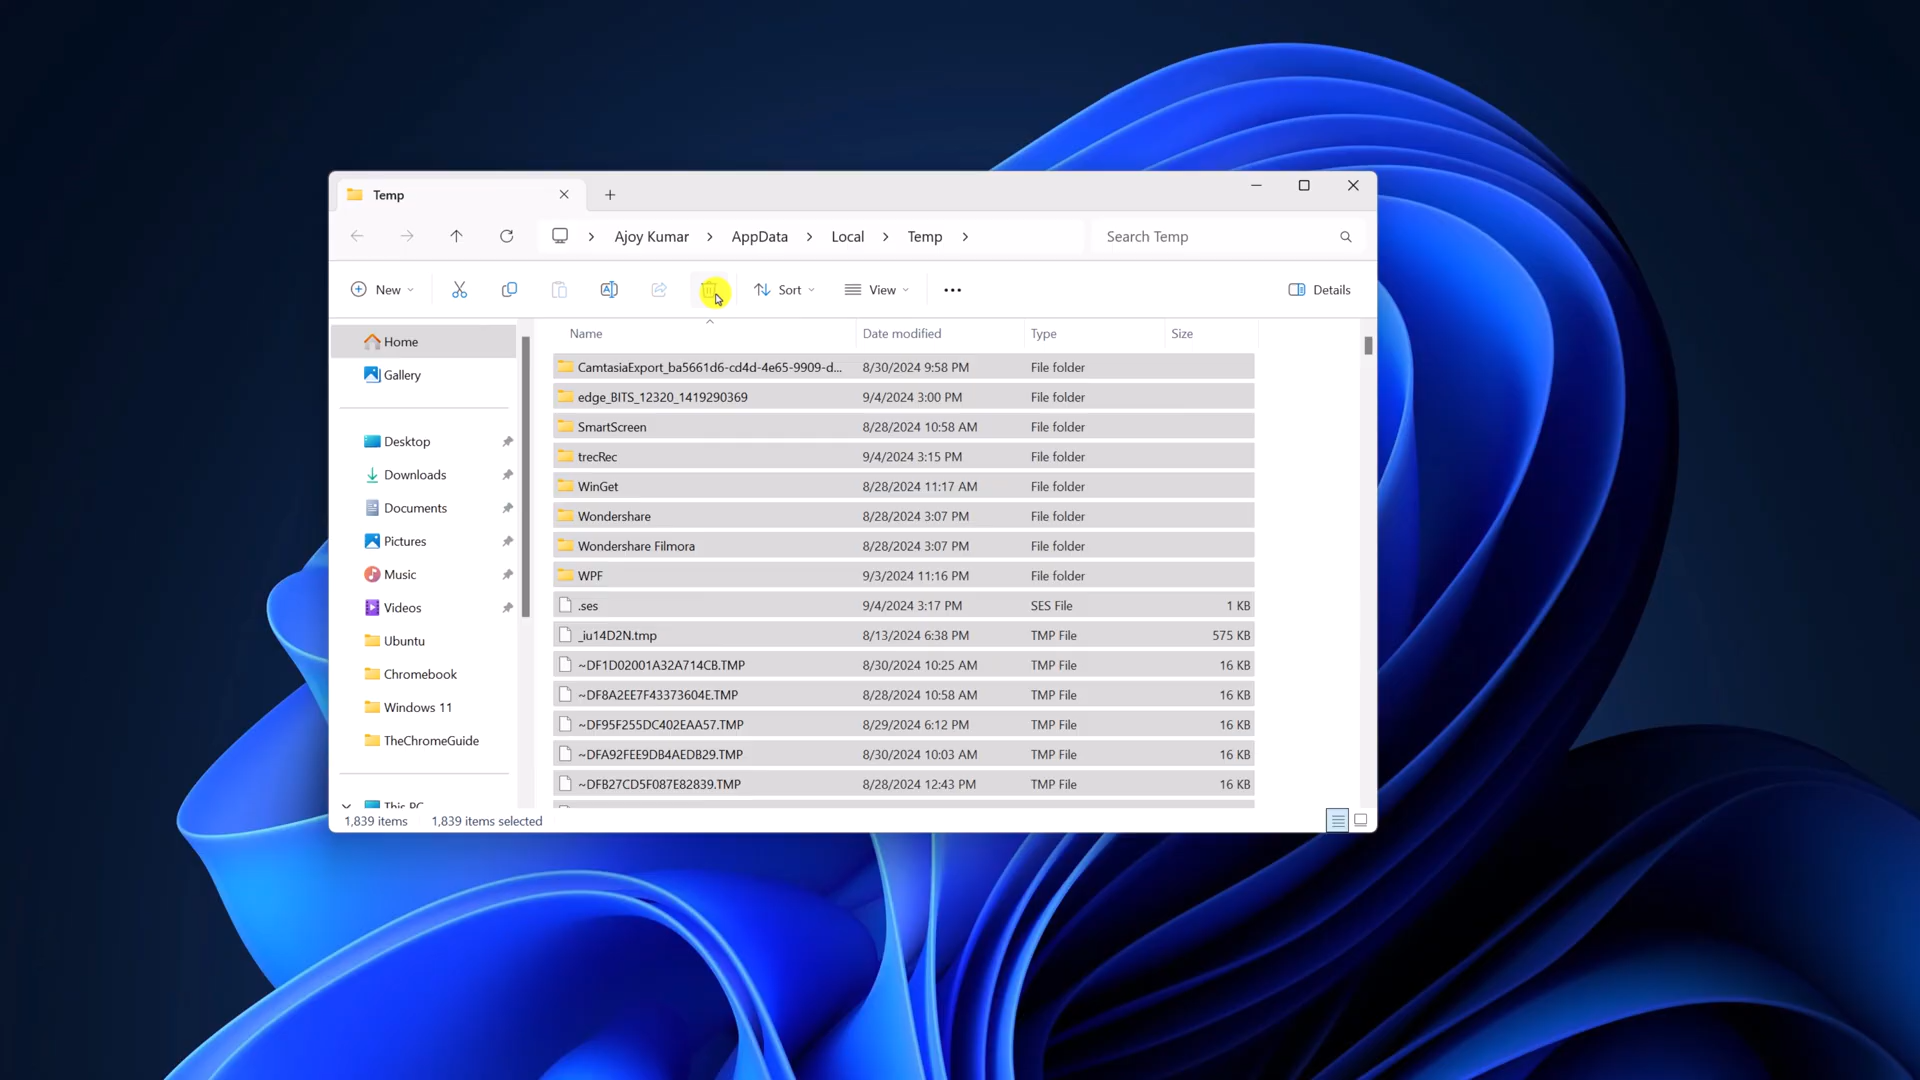 Temp
Ajoy Kumar
AppData
Local
Temp
Search Temp
New
Sort
View
Details
Name
Date modified
Type
Size
Home
Gallery
Desktop
Downloads
Documents
Pictures
Music
Videos
Ubuntu
Chromebook
Windows 11
TheChromeGuide
This PC
CamtasiaExport_ba5661d6-cd4d-4e65-9909-d... 8/30/2024 9:58 PM File folder
edge_BITS_12320_1419290369 9/4/2024 3:00 PM File folder
SmartScreen 8/28/2024 10:58 AM File folder
trecRec 9/4/2024 3:15 PM File folder
WinGet 8/28/2024 11:17 AM File folder
Wondershare 8/28/2024 3:07 PM File folder
Wondershare Filmora 8/28/2024 3:07 PM File folder
WPF 9/3/2024 11:16 PM File folder
.ses 9/4/2024 3:17 PM SES File 1 KB
_iu14D2N.tmp 8/13/2024 6:38 PM TMP File 575 KB
~DF1D02001A32A714CB.TMP 8/30/2024 10:25 AM TMP File 16 KB
~DF8A2EE7F43373604E.TMP 8/28/2024 10:58 AM TMP File 16 KB
~DF95F255DC402EAA57.TMP 8/29/2024 6:12 PM TMP File 16 KB
~DFA92FEE9DB4AEDB29.TMP 8/30/2024 10:03 AM TMP File 16 KB
~DFB27CD5F087E82839.TMP 8/28/2024 12:43 PM TMP File 16 KB
1,839 items 1,839 items selected